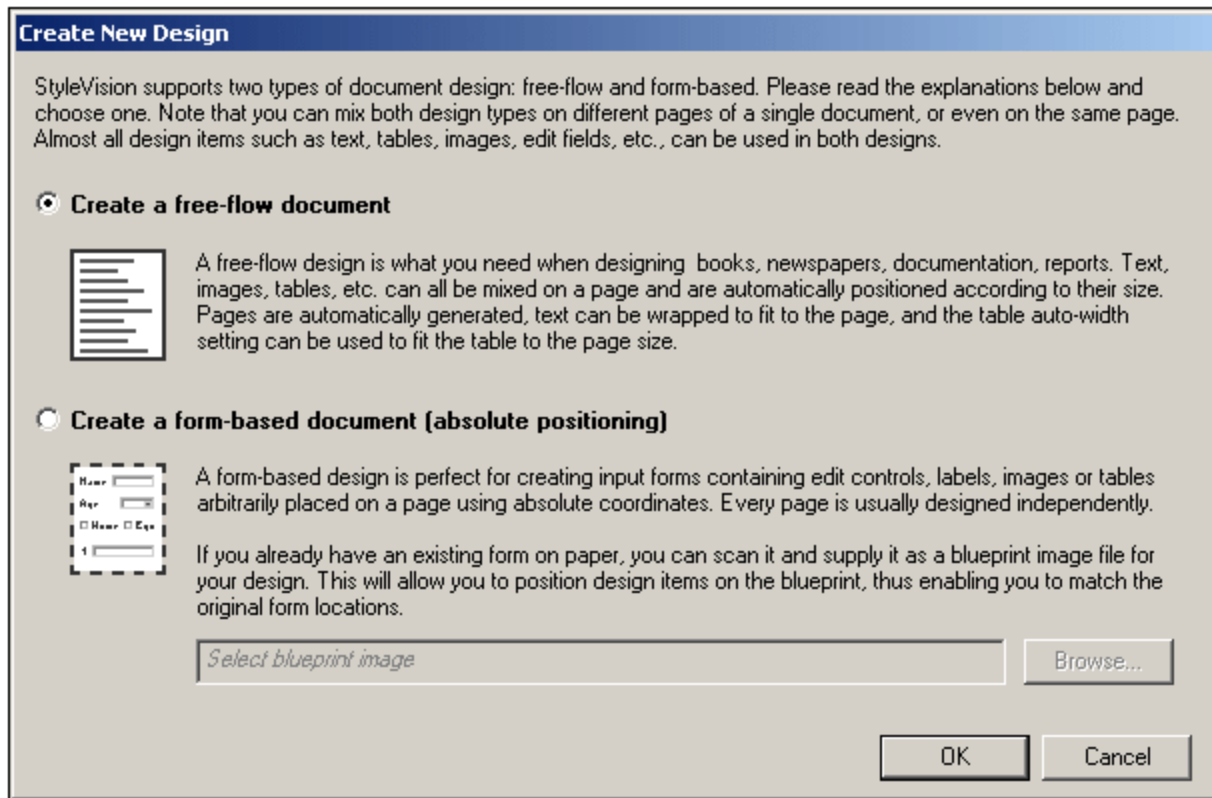 Create New Design
StyleVision supports two types of document design: free-flow and form-based. Please read the explanations below and
choose one. Note that you can mix both design types on different pages of a single document, or even on the same page.
Almost all design items such as text, tables, images, edit fields, etc., can be used in both designs.
Create a free-flow document
A free-flow design is what you need when designing  books, newspapers, documentation, reports. Text,
images, tables, etc. can all be mixed on a page and are automatically positioned according to their size.
Pages are automatically generated, text can be wrapped to fit to the page, and the table auto-width
setting can be used to fit the table to the page size.
Create a form-based document (absolute positioning)
Name
Age
A form-based design is perfect for creating input forms containing edit controls, labels, images or tables
arbitrarily placed on a page using absolute coordinates. Every page is usually designed independently.
If you already have an existing form on paper, you can scan it and supply it as a blueprint image file for
your design. This will allow you to position design items on the blueprint, thus enabling you to match the
original form locations.
Select blueprint image
Browse...
OK
Cancel